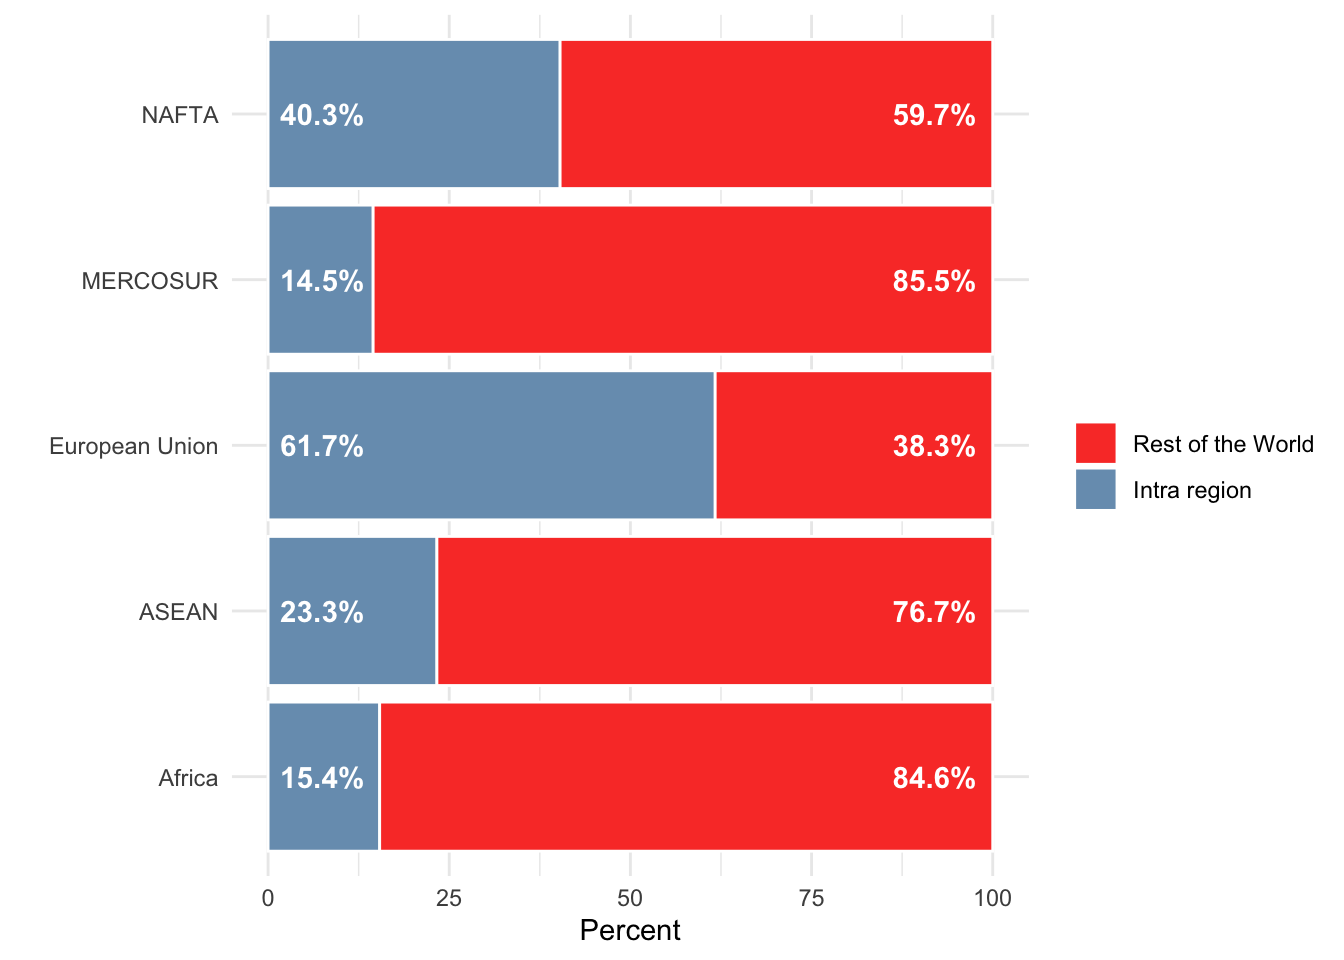 NAFTA 40.3% 59.7%
MERCOSUR 14.5% 85.5%
European Union 61.7% 38.3%
ASEAN 23.3% 76.7%
Africa 15.4% 84.6%
0 25 50 75 100
Percent
Rest of the World
Intra region